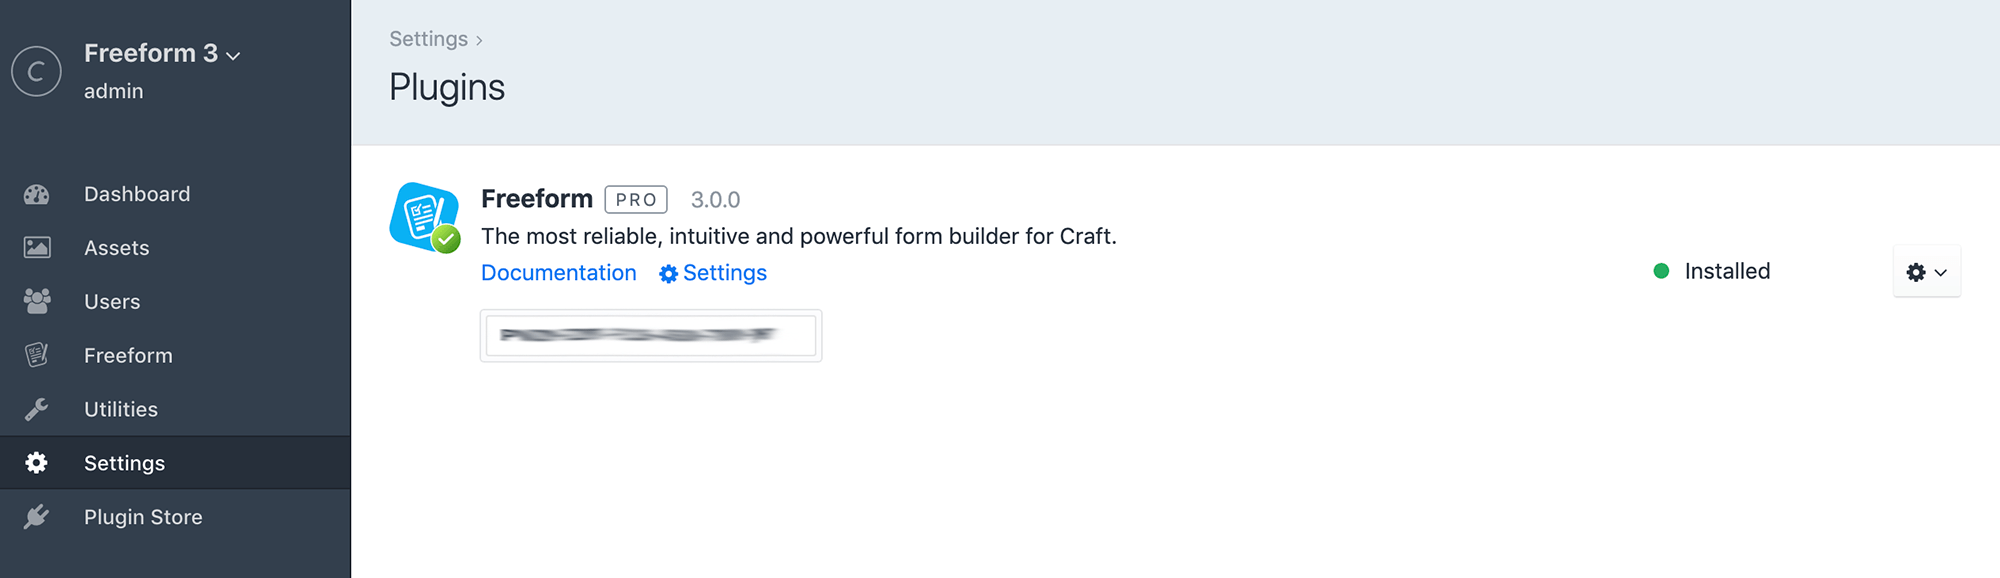 C
Freeform 3
admin
Dashboard
Assets
Users
Freeform
Utilities
Settings
Plugin Store
Settings ›
Plugins
Freeform PRO 3.0.0
The most reliable, intuitive and powerful form builder for Craft.
Documentation Settings
Installed